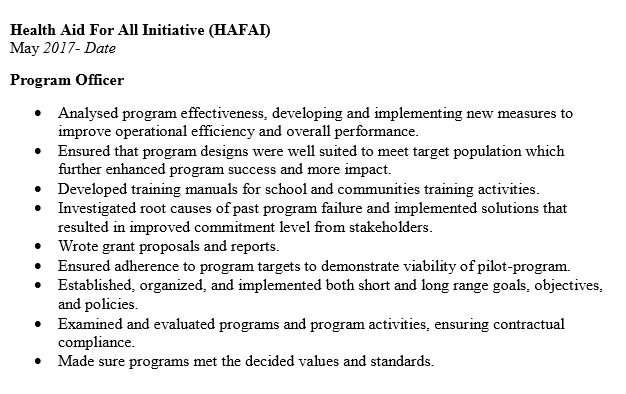 Health Aid For All Initiative (HAFAI)
May 2017- Date
Program Officer
• Analysed program effectiveness, developing and implementing new measures to
improve operational efficiency and overall performance.
• Ensured that program designs were well suited to meet target population which
further enhanced program success and more impact.
• Developed training manuals for school and communities training activities.
• Investigated root causes of past program failure and implemented solutions that
resulted in improved commitment level from stakeholders.
• Wrote grant proposals and reports.
• Ensured adherence to program targets to demonstrate viability of pilot-program.
• Established, organized, and implemented both short and long range goals, objectives,
and policies.
• Examined and evaluated programs and program activities, ensuring contractual
compliance.
• Made sure programs met the decided values and standards.